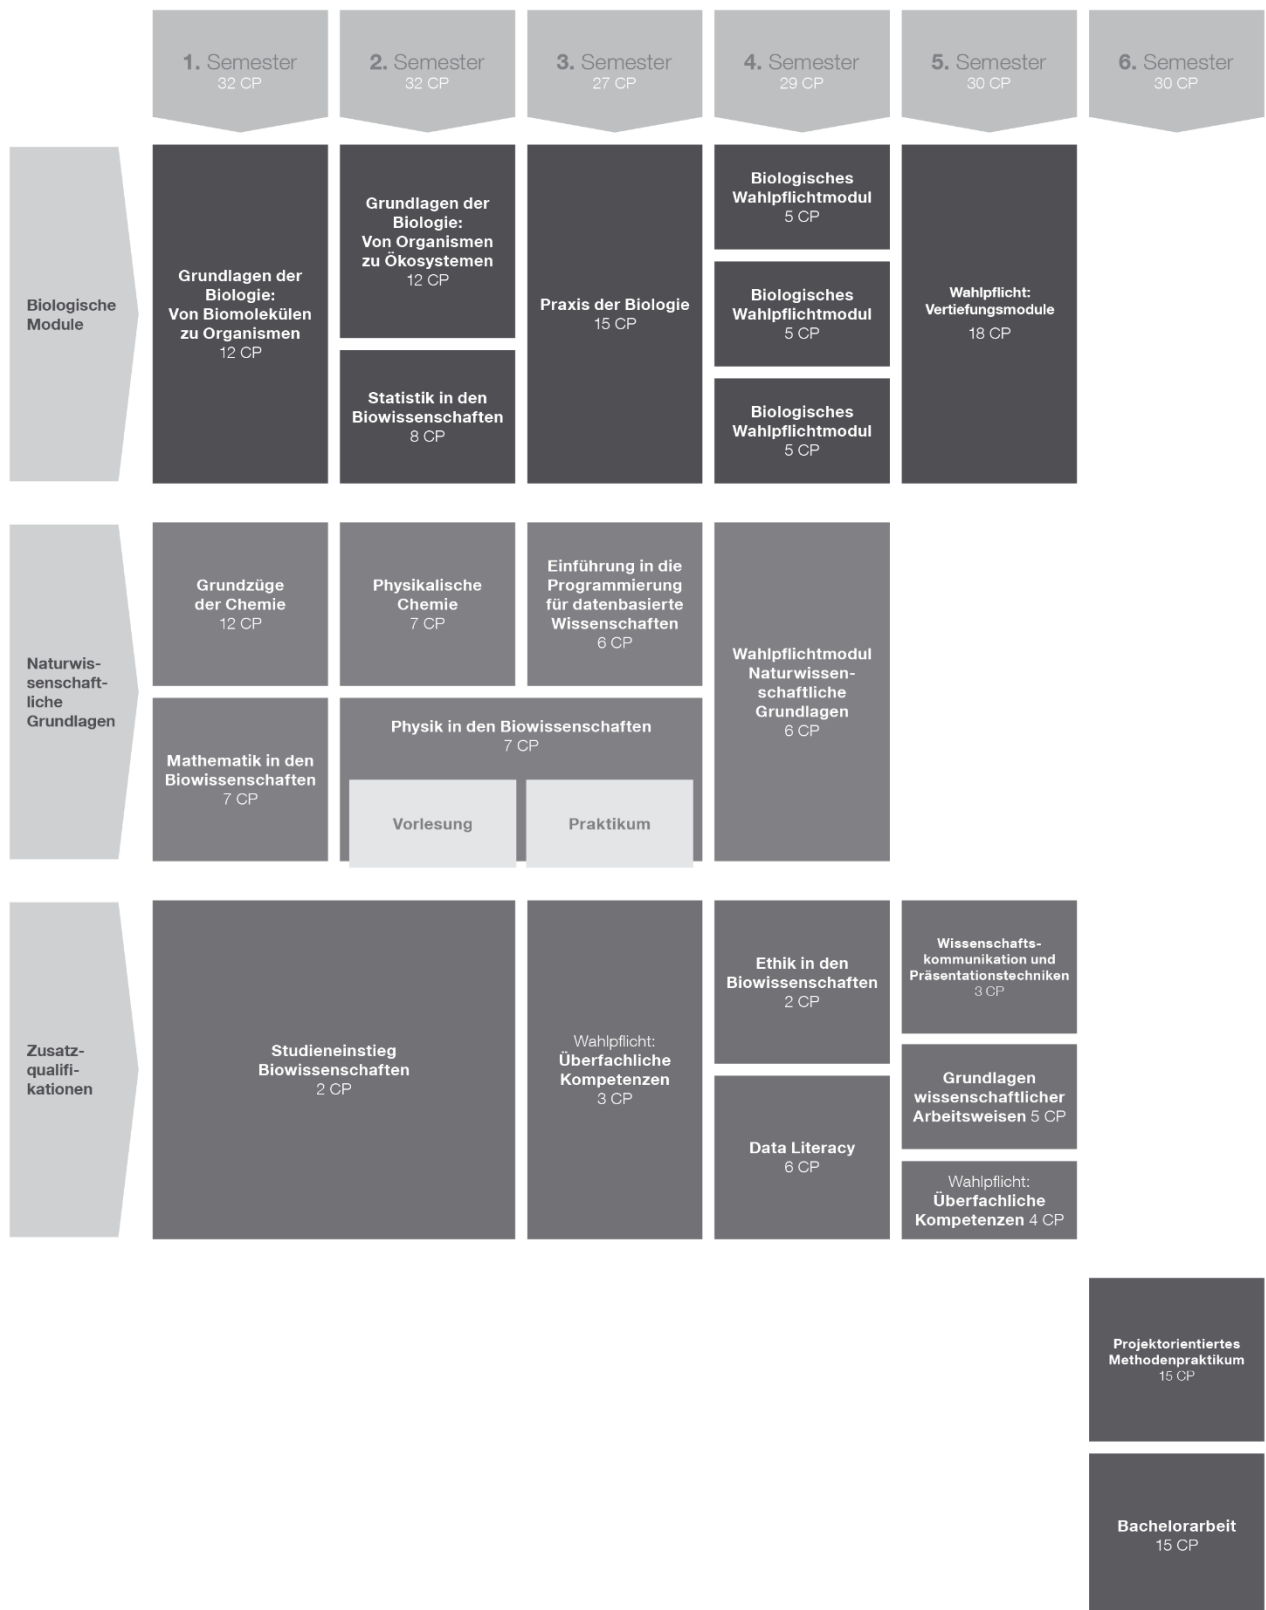 1. Semester
32 CP
2. Semester
32 CP
3. Semester
27 CP
4. Semester
29 CP
5. Semester
30 CP
6. Semester
30 CP
Biologische
Module
Grundlagen der
Biologie:
Von Biomolekülen
zu Organismen
12 CP
Grundlagen der
Biologie:
Von Organismen
zu Ökosystemen
12 CP
Statistik in den
Biowissenschaften
8 CP
Praxis der Biologie
15 CP
Biologisches
Wahlpflichtmodul
5 CP
Biologisches
Wahlpflichtmodul
5 CP
Biologisches
Wahlpflichtmodul
5 CP
Wahlpflicht:
Vertiefungsmodule
18 CP
Naturwis-
senschaft-
liche
Grundlagen
Grundzüge
der Chemie
12 CP
Mathematik in den
Biowissenschaften
7 CP
Physikalische
Chemie
7 CP
Einführung in die
Programmierung
für datenbasierte
Wissenschaften
6 CP
Physik in den Biowissenschaften
7 CP
Vorlesung
Praktikum
Wahlpflichtmodul
Naturwissen-
schaftliche
Grundlagen
6 CP
Zusatz-
qualifi-
kationen
Studieneinstieg
Biowissenschaften
2 CP
Wahlpflicht:
Überfachliche
Kompetenzen
3 CP
Ethik in den
Biowissenschaften
2 CP
Data Literacy
6 CP
Wissenschafts-
kommunikation und
Präsentationstechniken
3 CP
Grundlagen
wissenschaftlicher
Arbeitsweisen 5 CP
Wahlpflicht:
Überfachliche
Kompetenzen 4 CP
Projektorientiertes
Methodenpraktikum
15 CP
Bachelorarbeit
15 CP